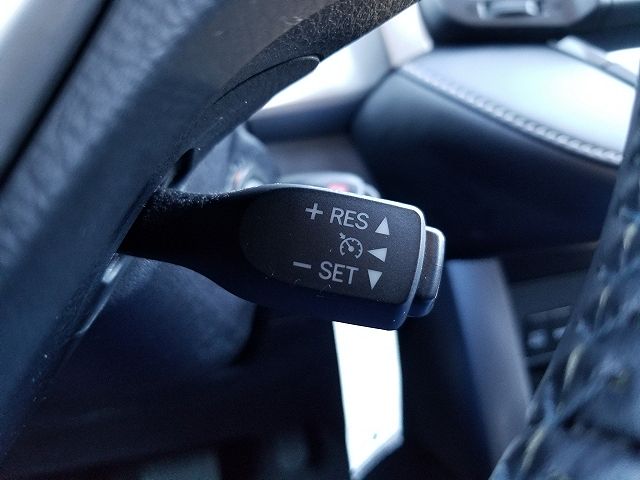 + RES ▲
◀
− SET ▼